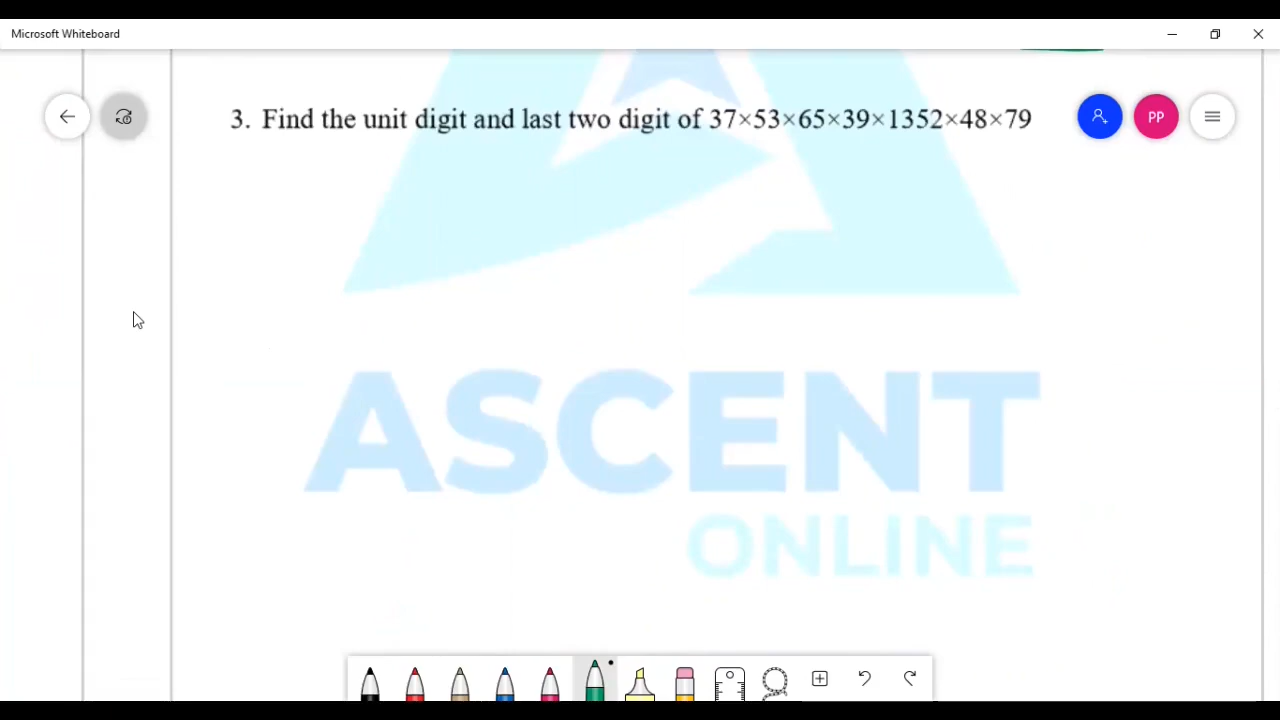 Microsoft Whiteboard
3. Find the unit digit and last two digit of 37×53×65×39×1352×48×79
PP
ASCENT
ONLINE